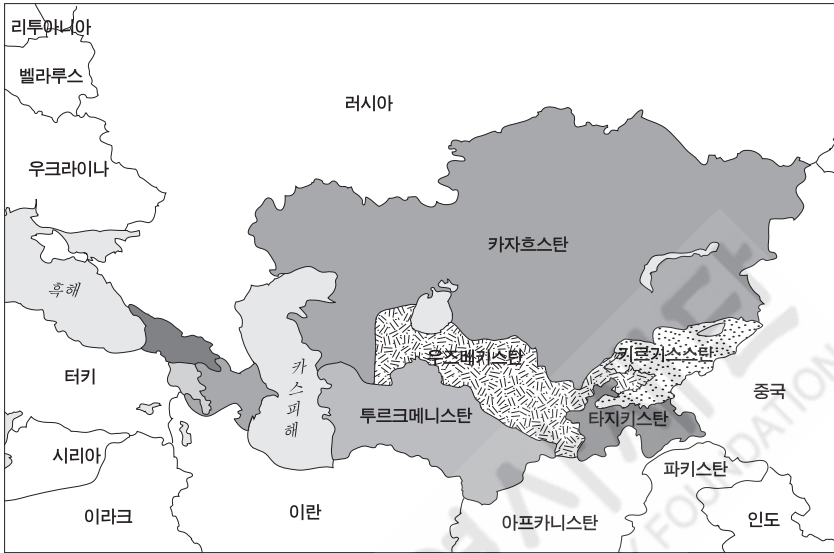 리투아니아
벨라루스
러시아
우크라이나
카자흐스탄
흑해
카스피해
우즈베키스탄
키르기스스탄
터키
중국
투르크메니스탄
타지키스탄
시리아
파키스탄
이라크
이란
아프카니스탄
인도
FOUNDATION